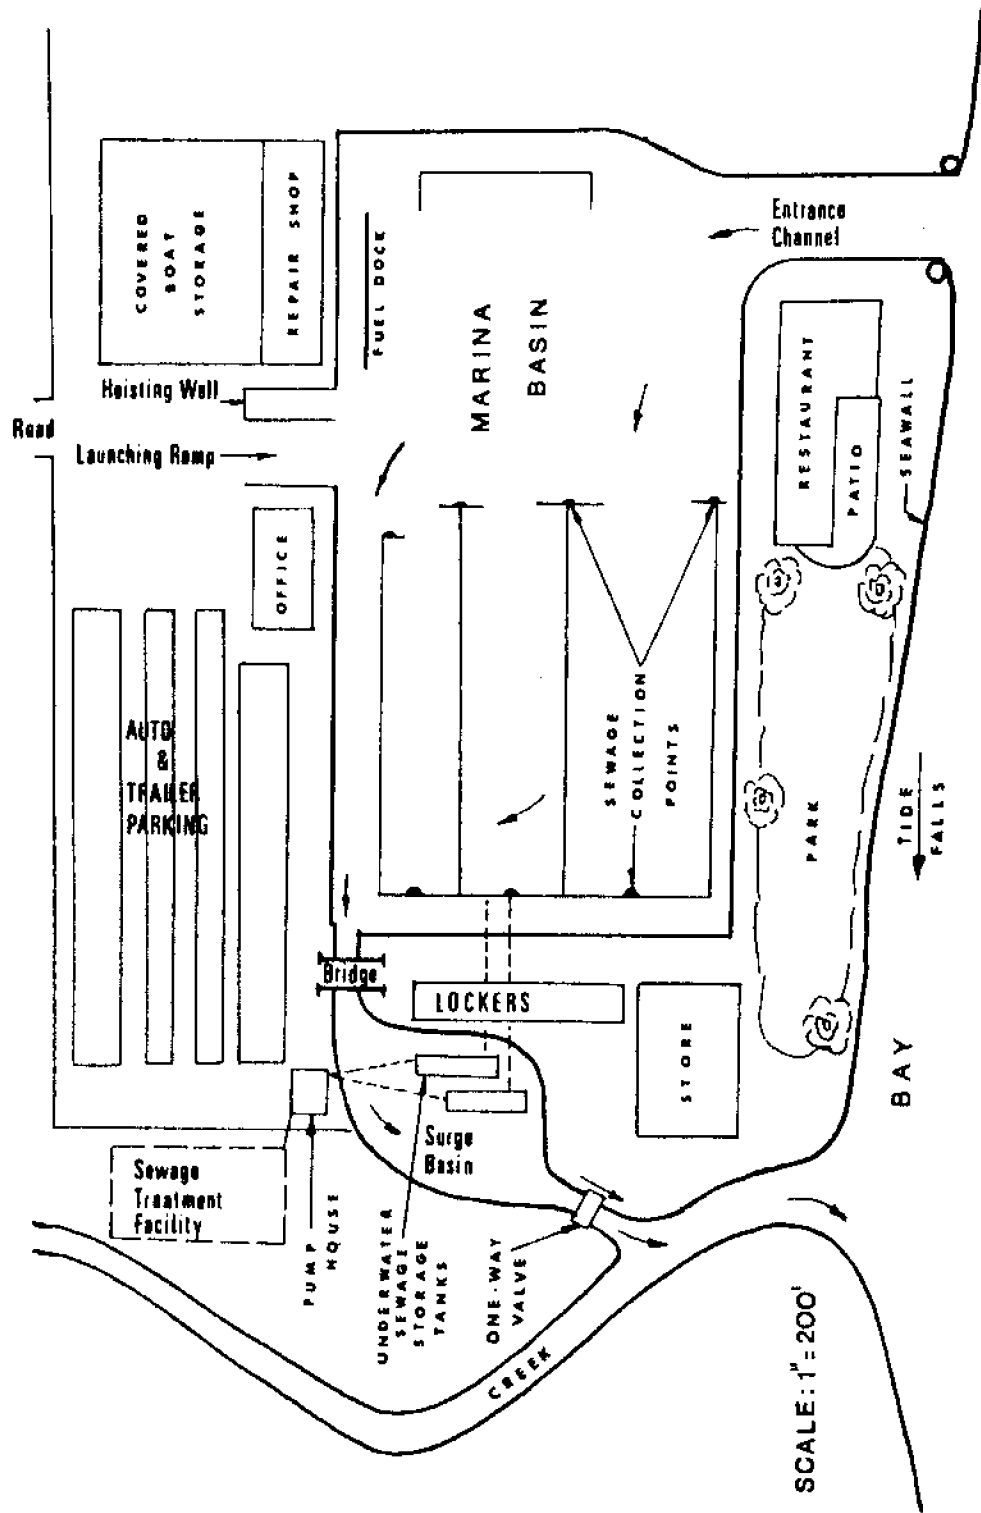 COVERED
BOAT
STORAGE
REPAIR SHOP
FUEL DOCK
MARINA
BASIN
Entrance
Channel
Hoisting Well
Road
Launching Ramp
OFFICE
RESTAURANT
PATIO
SEAWALL
AUTO
&
TRAILER
PARKING
SEWAGE
COLLECTION
POINTS
PARK
TIDE
FALLS
Bridge
LOCKERS
STORE
BAY
Surge
Basin
Sewage
Treatment
Facility
PUMP
HOUSE
UNDERWATER
SEWAGE
STORAGE
TANKS
ONE-WAY
VALVE
CREEK
SCALE: 1"=200'